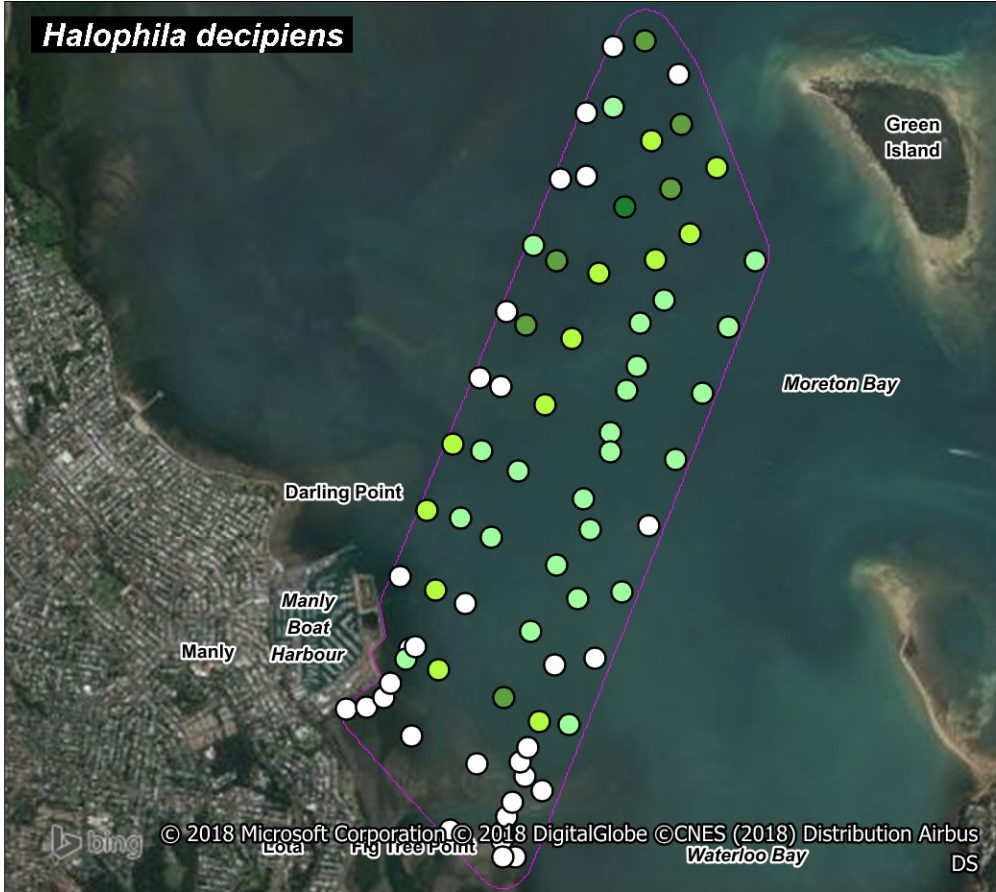 Halophila decipiens
Green
Island
Moreton Bay
Darling Point
Manly
Boat
Harbour
Manly
© 2018 Microsoft Corporation © 2018 DigitalGlobe ©CNES (2018) Distribution Airbus
DS
bing
Lota
Fig Tree Point
Waterloo Bay